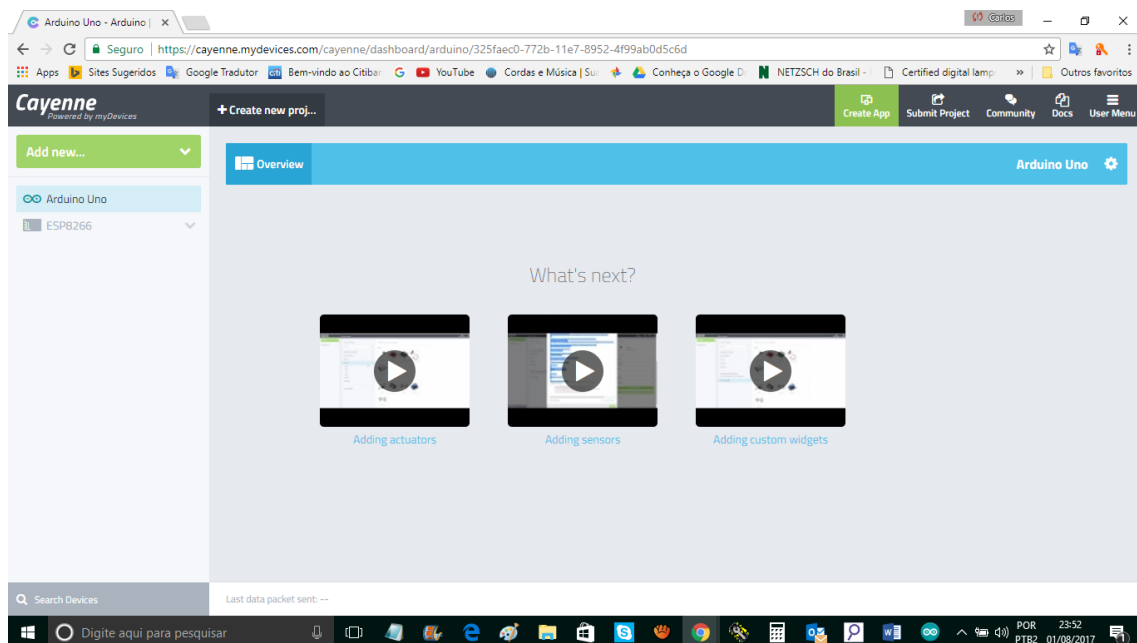 Arduino Uno - Arduino |
Carlos
Seguro | https://cayenne.mydevices.com/cayenne/dashboard/arduino/325faec0-772b-11e7-8952-4f99ab0d5c6d
Apps Sites Sugeridos Google Tradutor citi Bem-vindo ao Citibar G YouTube Cordas e Música | Su Conheça o Google D N NETZSCH do Brasil - Certified digital lamp » Outros favoritos
Cayenne
Powered by myDevices
+ Create new proj...
Create App Submit Project Community Docs User Menu
Add new...
Overview
Arduino Uno
Arduino Uno
ESP8266
What's next?
Adding actuators Adding sensors Adding custom widgets
Search Devices
Last data packet sent: --
Digite aqui para pesquisar
POR 23:52
PTB2 01/08/2017